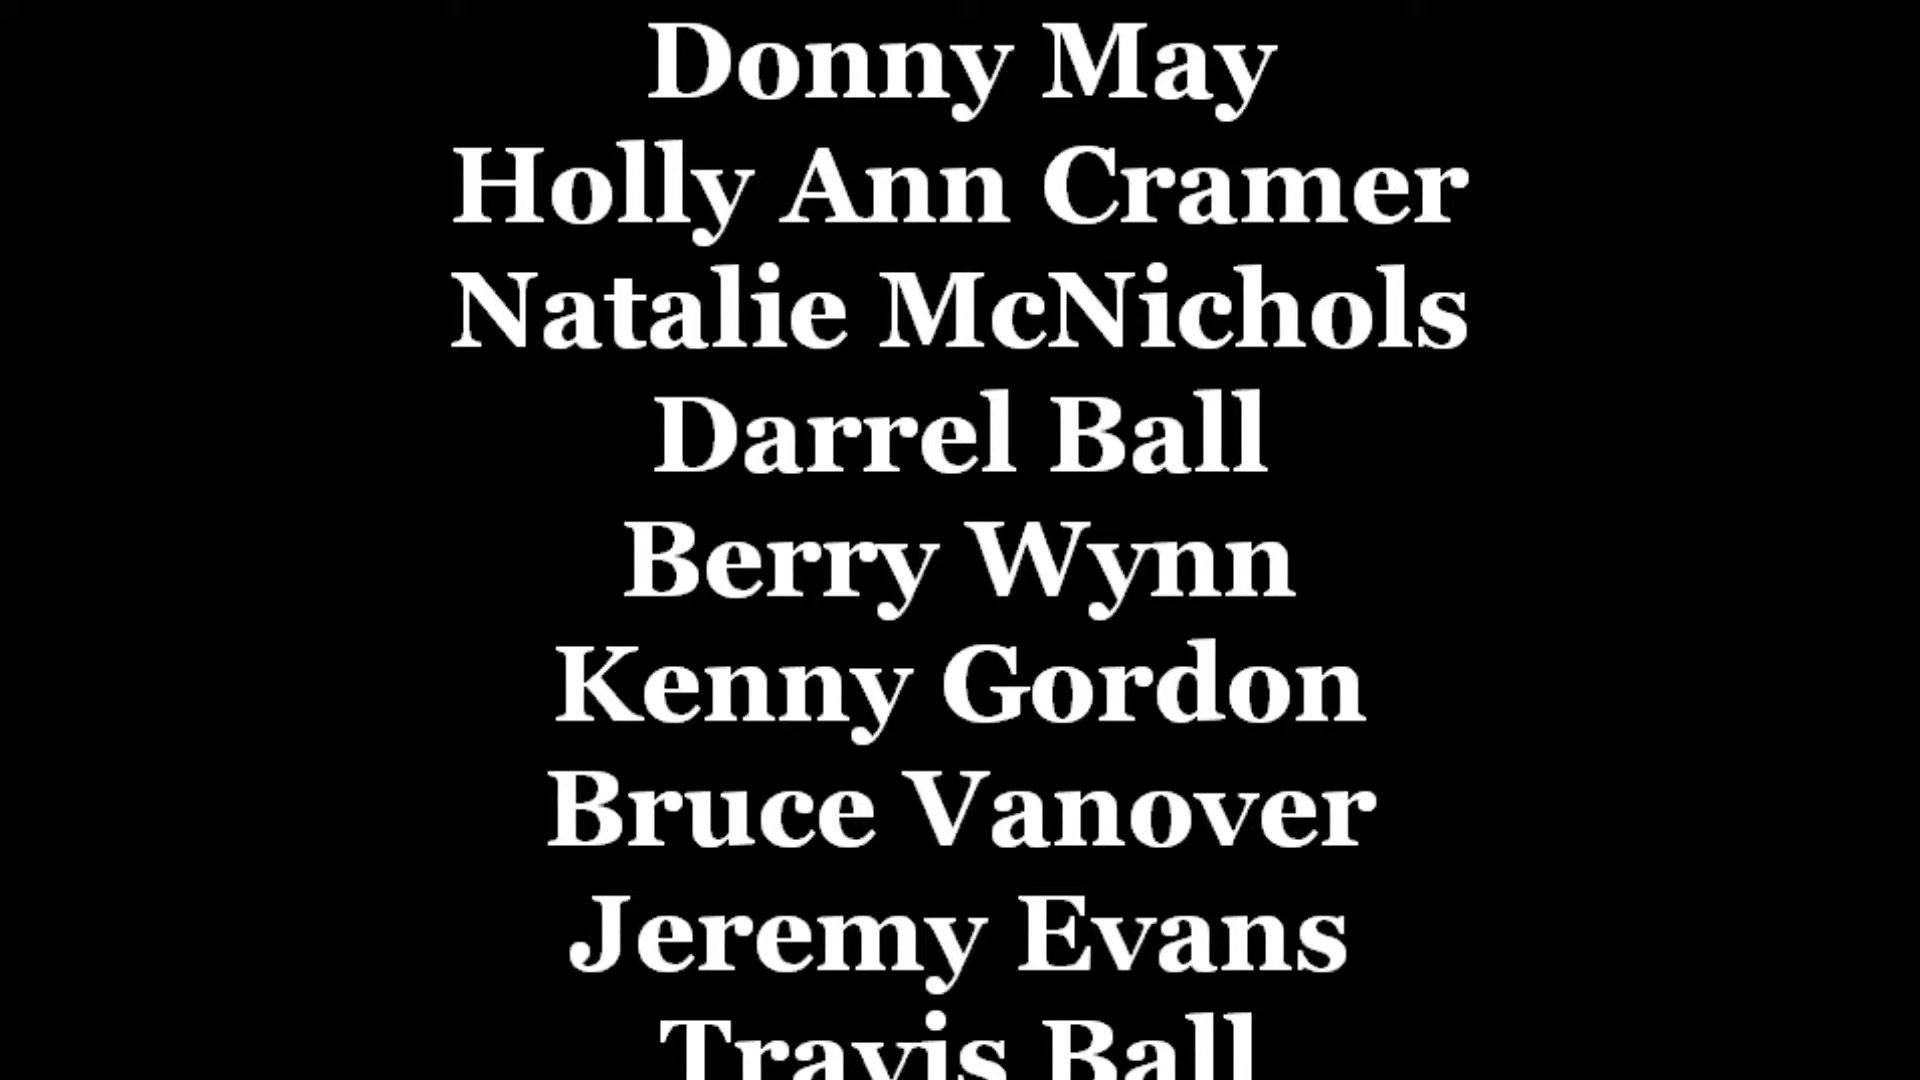 Donny May
Holly Ann Cramer
Natalie McNichols
Darrel Ball
Berry Wynn
Kenny Gordon
Bruce Vanover
Jeremy Evans
Travis Ball